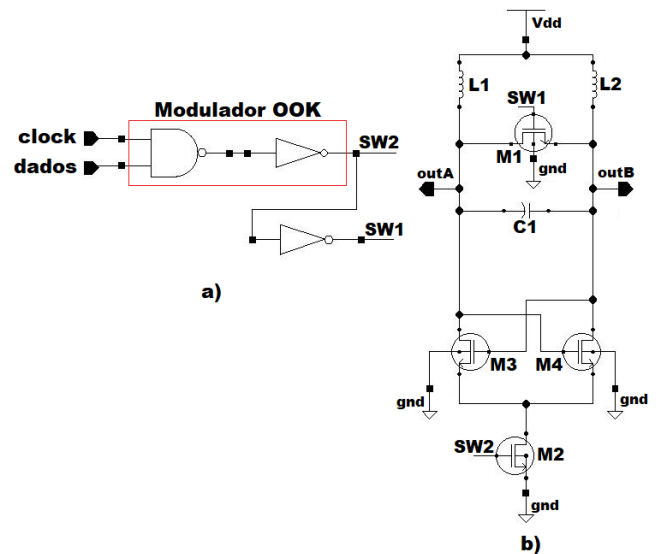 Modulador OOK
clock
dados
SW2
SW1
a)
Vdd
L1
L2
SW1
M1
gnd
outA
outB
C1
M3
M4
gnd
gnd
SW2
M2
gnd
b)